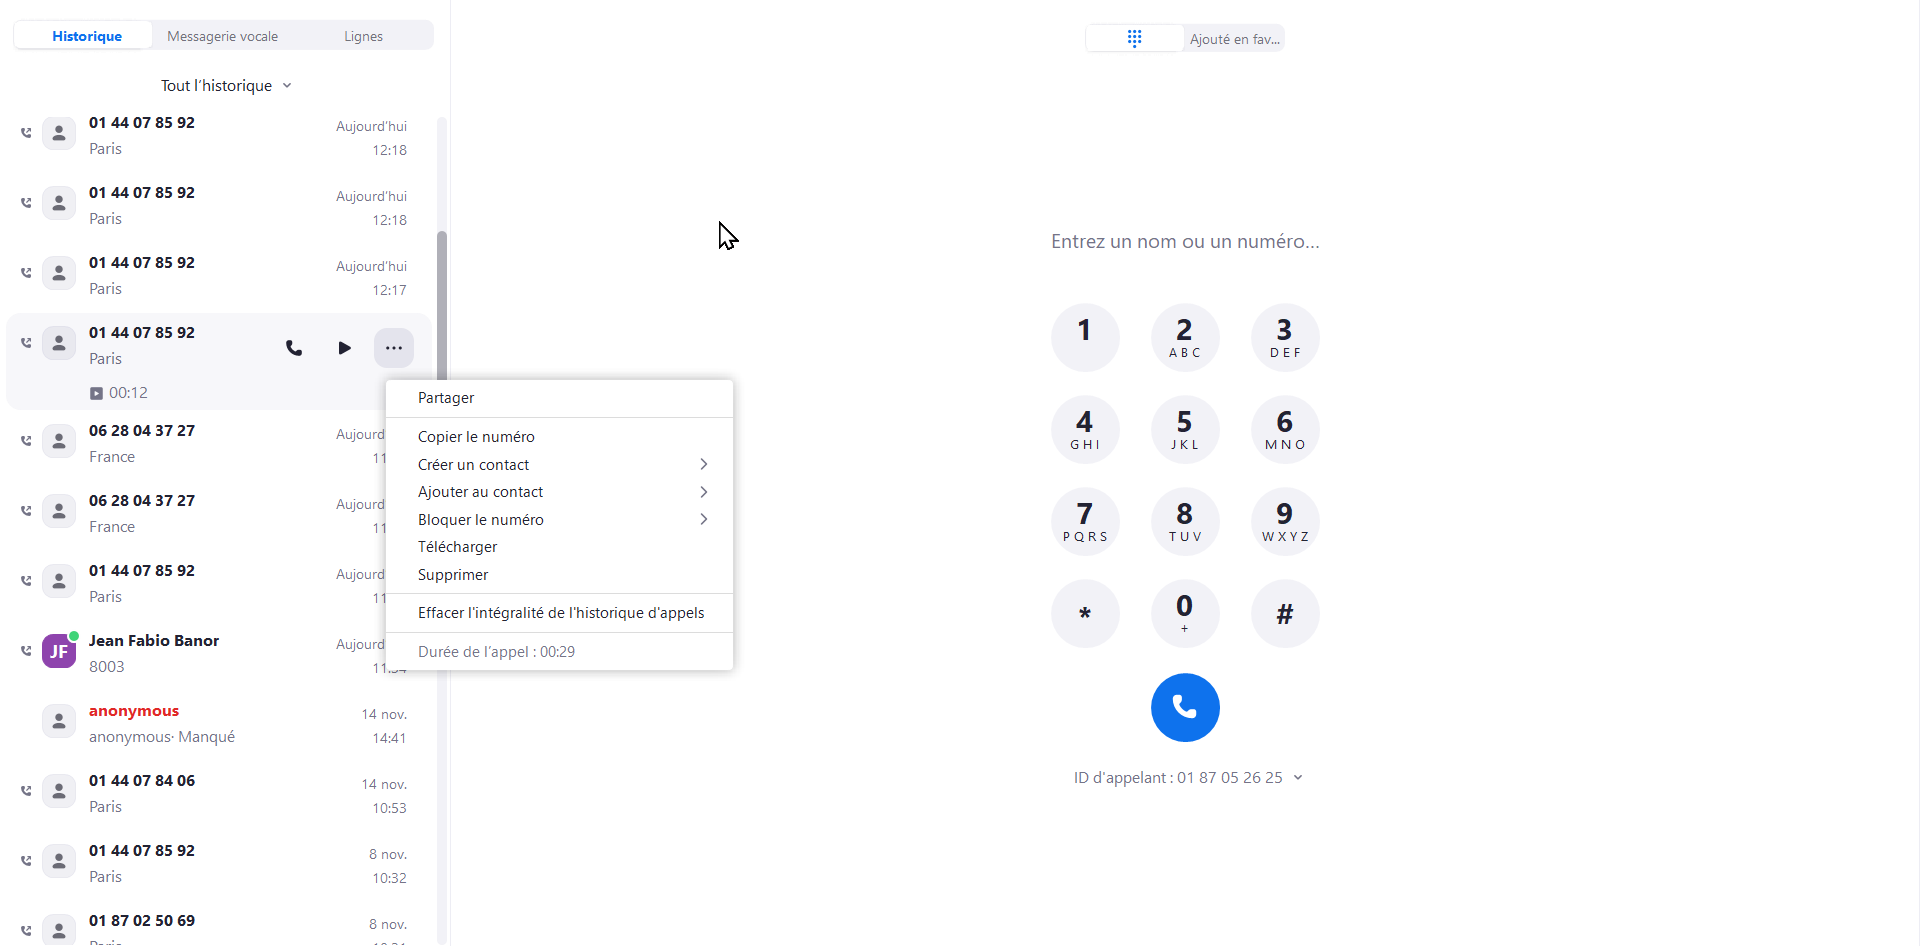 Historique
Messagerie vocale
Lignes
Tout l'historique
01 44 07 85 92
Aujourd'hui
Paris
12:18
01 44 07 85 92
Aujourd'hui
Paris
12:18
01 44 07 85 92
Aujourd'hui
Paris
12:17
01 44 07 85 92
Paris
00:12
06 28 04 37 27
Aujourd
France
11
06 28 04 37 27
Aujourd
France
11
01 44 07 85 92
Aujourd
Paris
11
JF
Jean Fabio Banor
Aujourd
8003
anonymous
14 nov.
anonymous· Manqué
14:41
01 44 07 84 06
14 nov.
Paris
10:53
01 44 07 85 92
8 nov.
Paris
10:32
01 87 02 50 69
8 nov.
Partager
Copier le numéro
Créer un contact
Ajouter au contact
Bloquer le numéro
Télécharger
Supprimer
Effacer l'intégralité de l'historique d'appels
Durée de l'appel : 00:29
Ajouté en fav...
Entrez un nom ou un numéro...
1
2
ABC
3
DEF
4
GHI
5
JKL
6
MNO
7
PQRS
8
TUV
9
WXYZ
*
0
+
#
ID d'appelant : 01 87 05 26 25